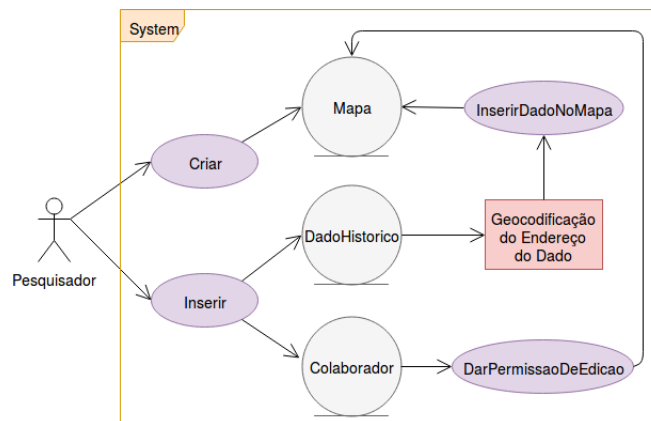 System
Mapa
InserirDadoNoMapa
Criar
Pesquisador
DadoHistorico
Geocodificação
do Endereço
do Dado
Inserir
Colaborador
DarPermissaoDeEdicao